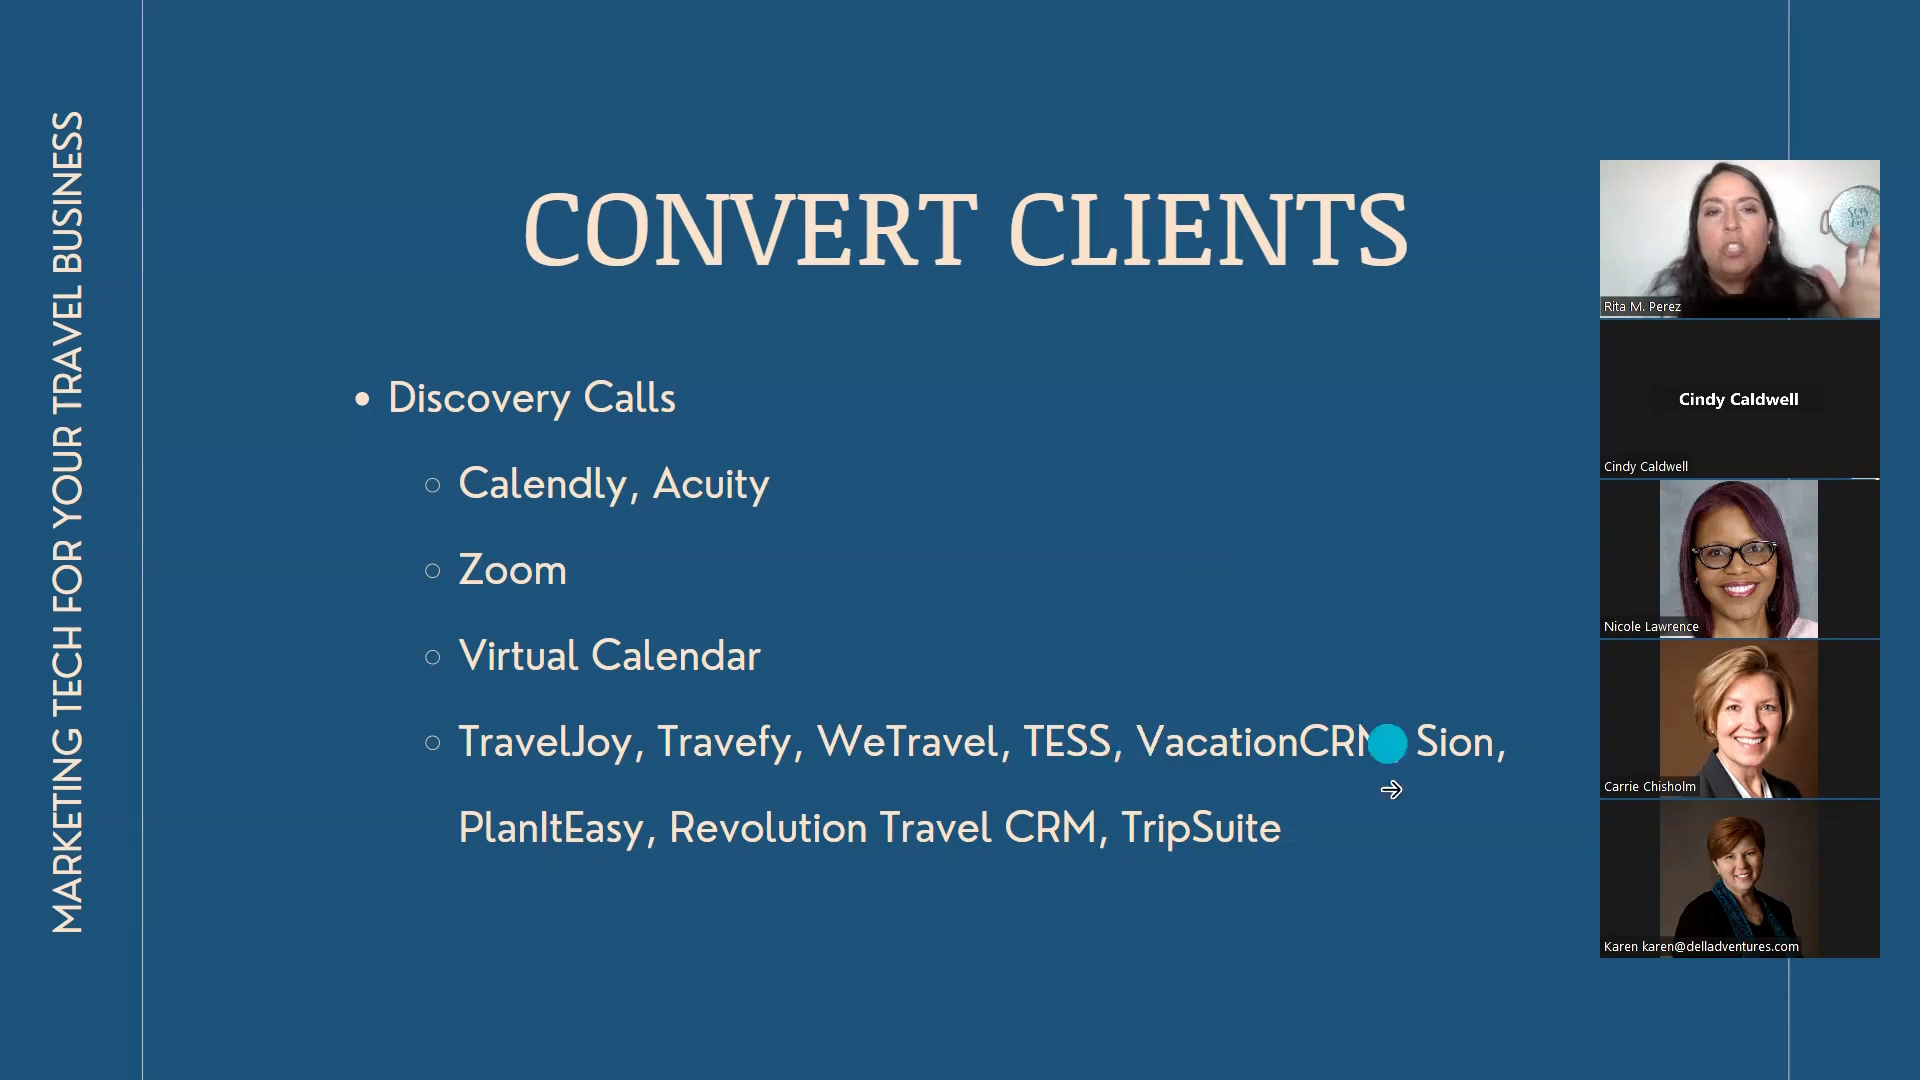 MARKETING TECH FOR YOUR TRAVEL BUSINESS
CONVERT CLIENTS
Discovery Calls
Calendly, Acuity
Zoom
Virtual Calendar
TravelJoy, Travefy, WeTravel, TESS, VacationCRM, Sion,
PlanItEasy, Revolution Travel CRM, TripSuite
Rita M. Perez
Cindy Caldwell
Cindy Caldwell
Nicole Lawrence
Carrie Chisholm
Karen karen@delladventures.com